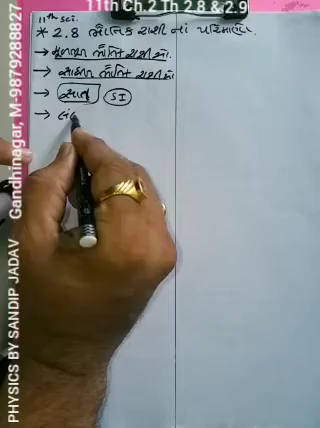 11th Ch.2 Th 2.8 &2.9
11th Sci.
* 2.8 ભૌતિક રાશી નાં પરિમાણો.
→ મૂળભૂત ભૌતિક રાશીઓ.
→ સાધિત ભૌતિક રાશીઓ
→ સાત SI
→ લં
PHYSICS BY SANDIP JADAV Gandhinagar, M-9879288827